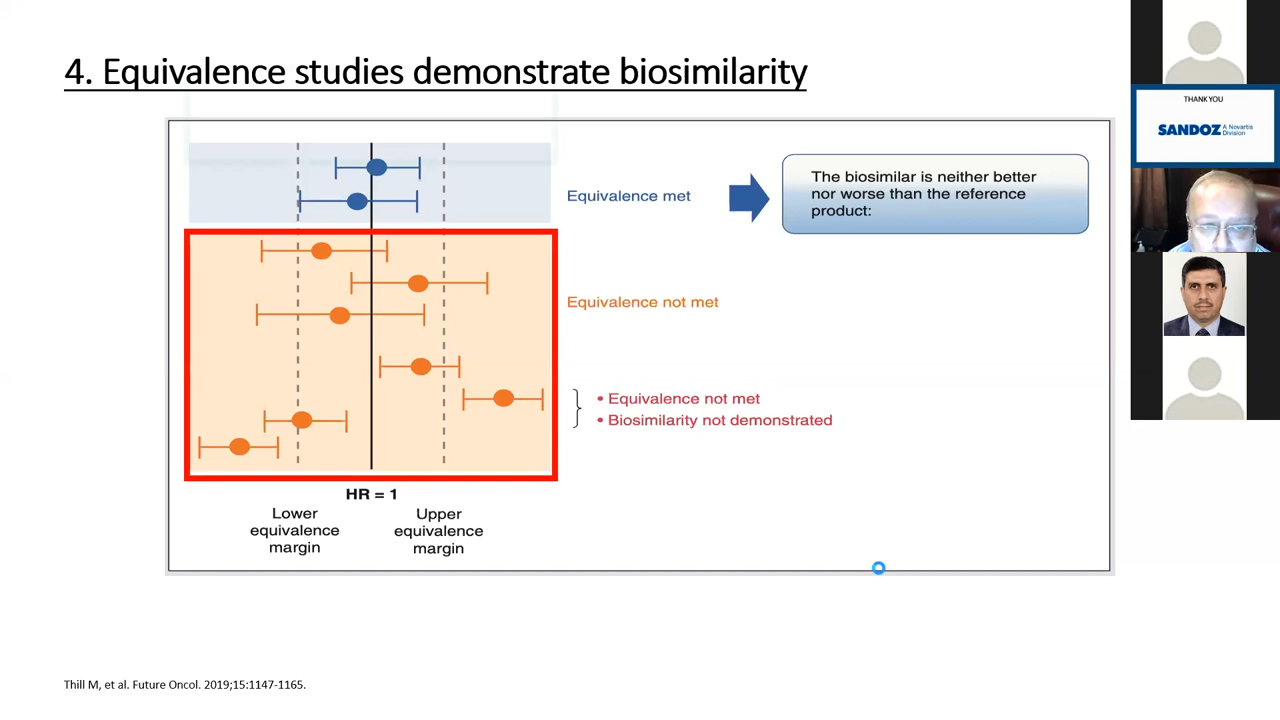 4. Equivalence studies demonstrate biosimilarity
THANK YOU
SANDOZ A Novartis
Division
Equivalence met
The biosimilar is neither better
nor worse than the reference
product:
Equivalence not met
• Equivalence not met
• Biosimilarity not demonstrated
HR = 1
Lower
equivalence
margin
Upper
equivalence
margin
Thill M, et al. Future Oncol. 2019;15:1147-1165.